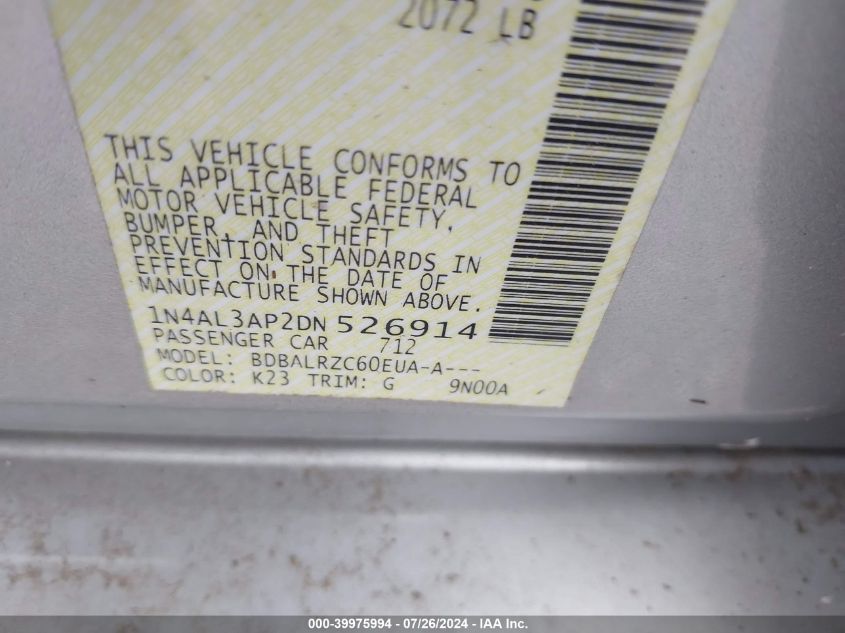 2072 LB
THIS VEHICLE CONFORMS TO
ALL APPLICABLE FEDERAL
MOTOR VEHICLE SAFETY,
BUMPER, AND THEFT
PREVENTION STANDARDS IN
EFFECT ON THE DATE OF
MANUFACTURE SHOWN ABOVE.
1N4AL3AP2DN 526914
PASSENGER CAR 712
MODEL: BDBALRZC60EUA-A---
COLOR: K23 TRIM: G 9N00A
000-39975994 - 07/26/2024 - IAA Inc.